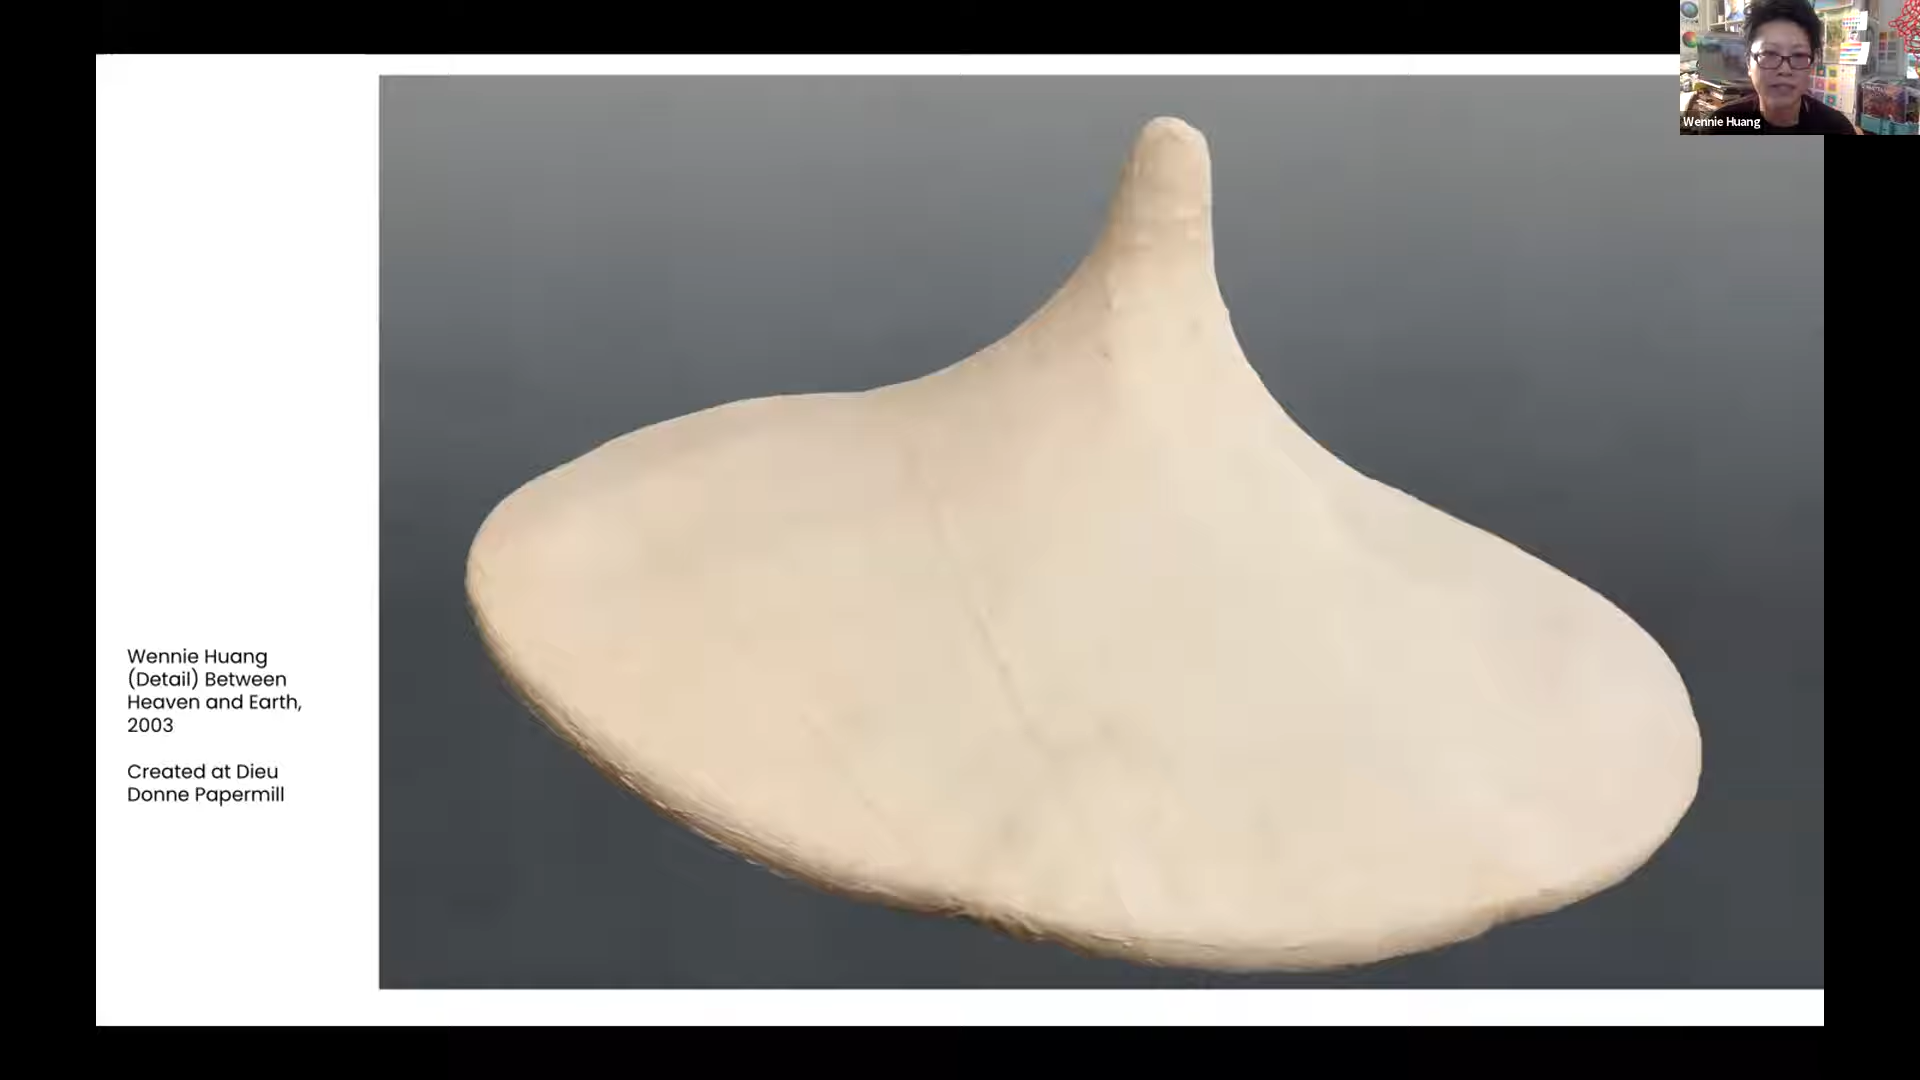 Wennie Huang
Wennie Huang
(Detail) Between
Heaven and Earth,
2003
Created at Dieu
Donne Papermill